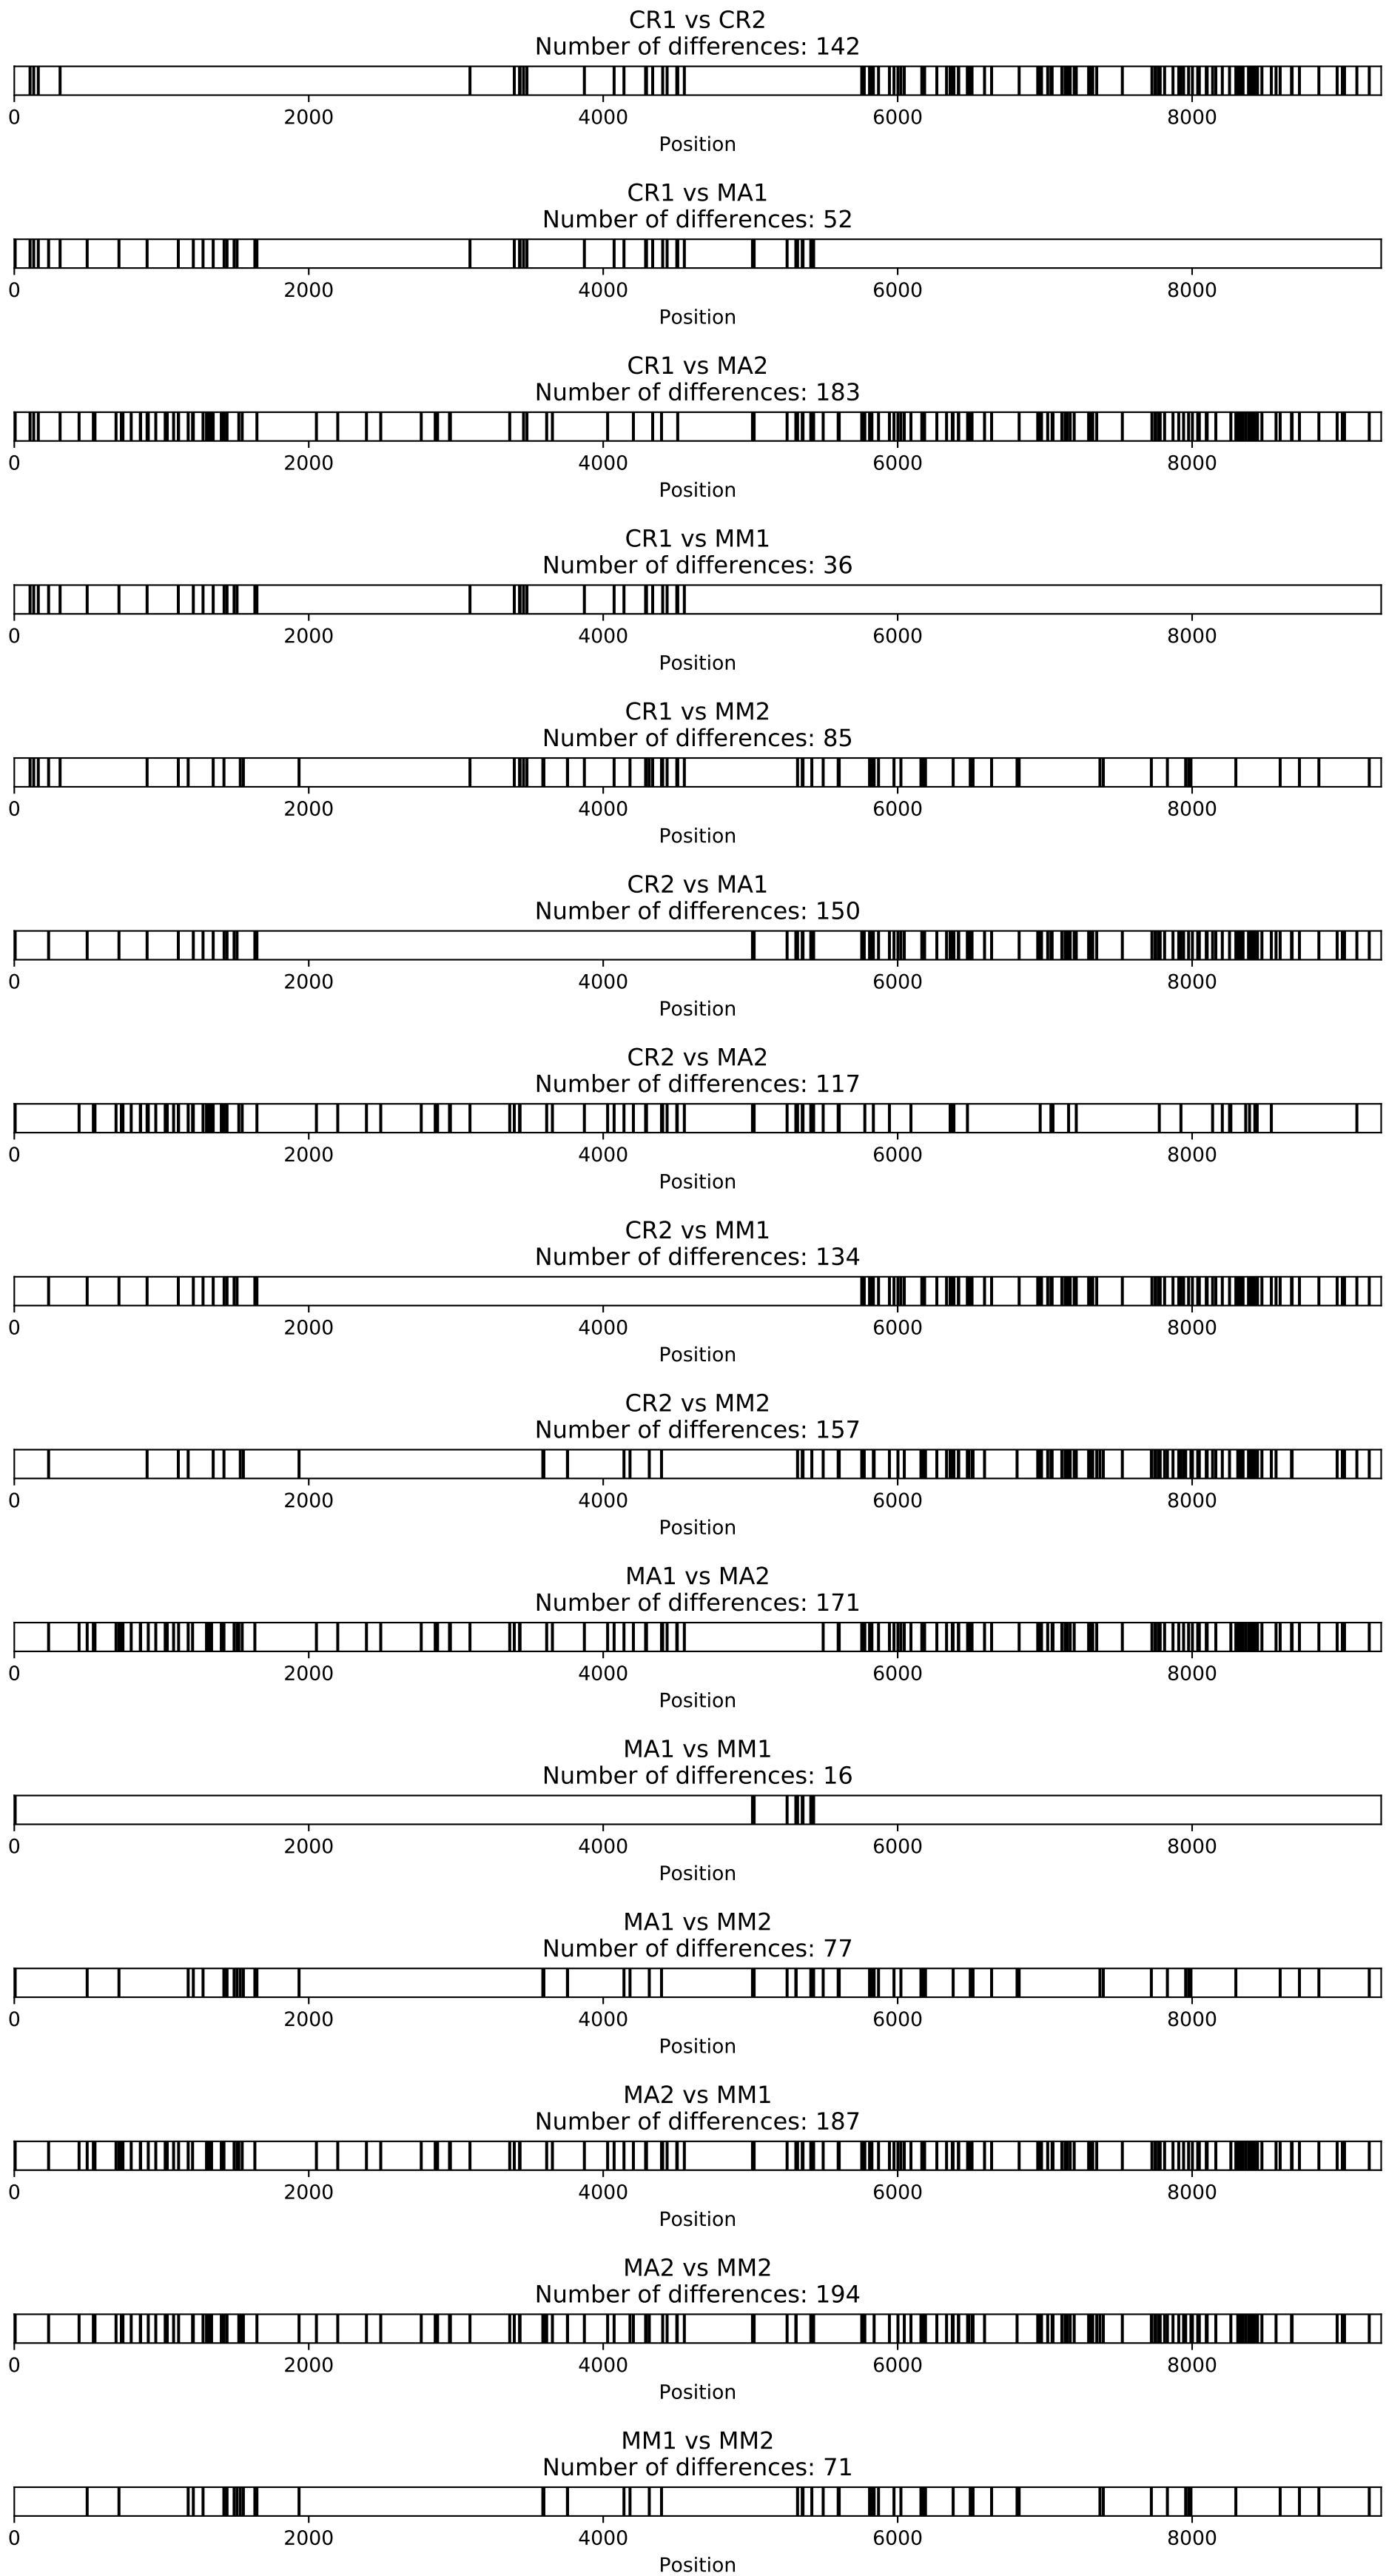 CR1 vs CR2
Number of differences: 142
0 2000 4000 6000 8000
Position
CR1 vs MA1
Number of differences: 52
0 2000 4000 6000 8000
Position
CR1 vs MA2
Number of differences: 183
0 2000 4000 6000 8000
Position
CR1 vs MM1
Number of differences: 36
0 2000 4000 6000 8000
Position
CR1 vs MM2
Number of differences: 85
0 2000 4000 6000 8000
Position
CR2 vs MA1
Number of differences: 150
0 2000 4000 6000 8000
Position
CR2 vs MA2
Number of differences: 117
0 2000 4000 6000 8000
Position
CR2 vs MM1
Number of differences: 134
0 2000 4000 6000 8000
Position
CR2 vs MM2
Number of differences: 157
0 2000 4000 6000 8000
Position
MA1 vs MA2
Number of differences: 171
0 2000 4000 6000 8000
Position
MA1 vs MM1
Number of differences: 16
0 2000 4000 6000 8000
Position
MA1 vs MM2
Number of differences: 77
0 2000 4000 6000 8000
Position
MA2 vs MM1
Number of differences: 187
0 2000 4000 6000 8000
Position
MA2 vs MM2
Number of differences: 194
0 2000 4000 6000 8000
Position
MM1 vs MM2
Number of differences: 71
0 2000 4000 6000 8000
Position